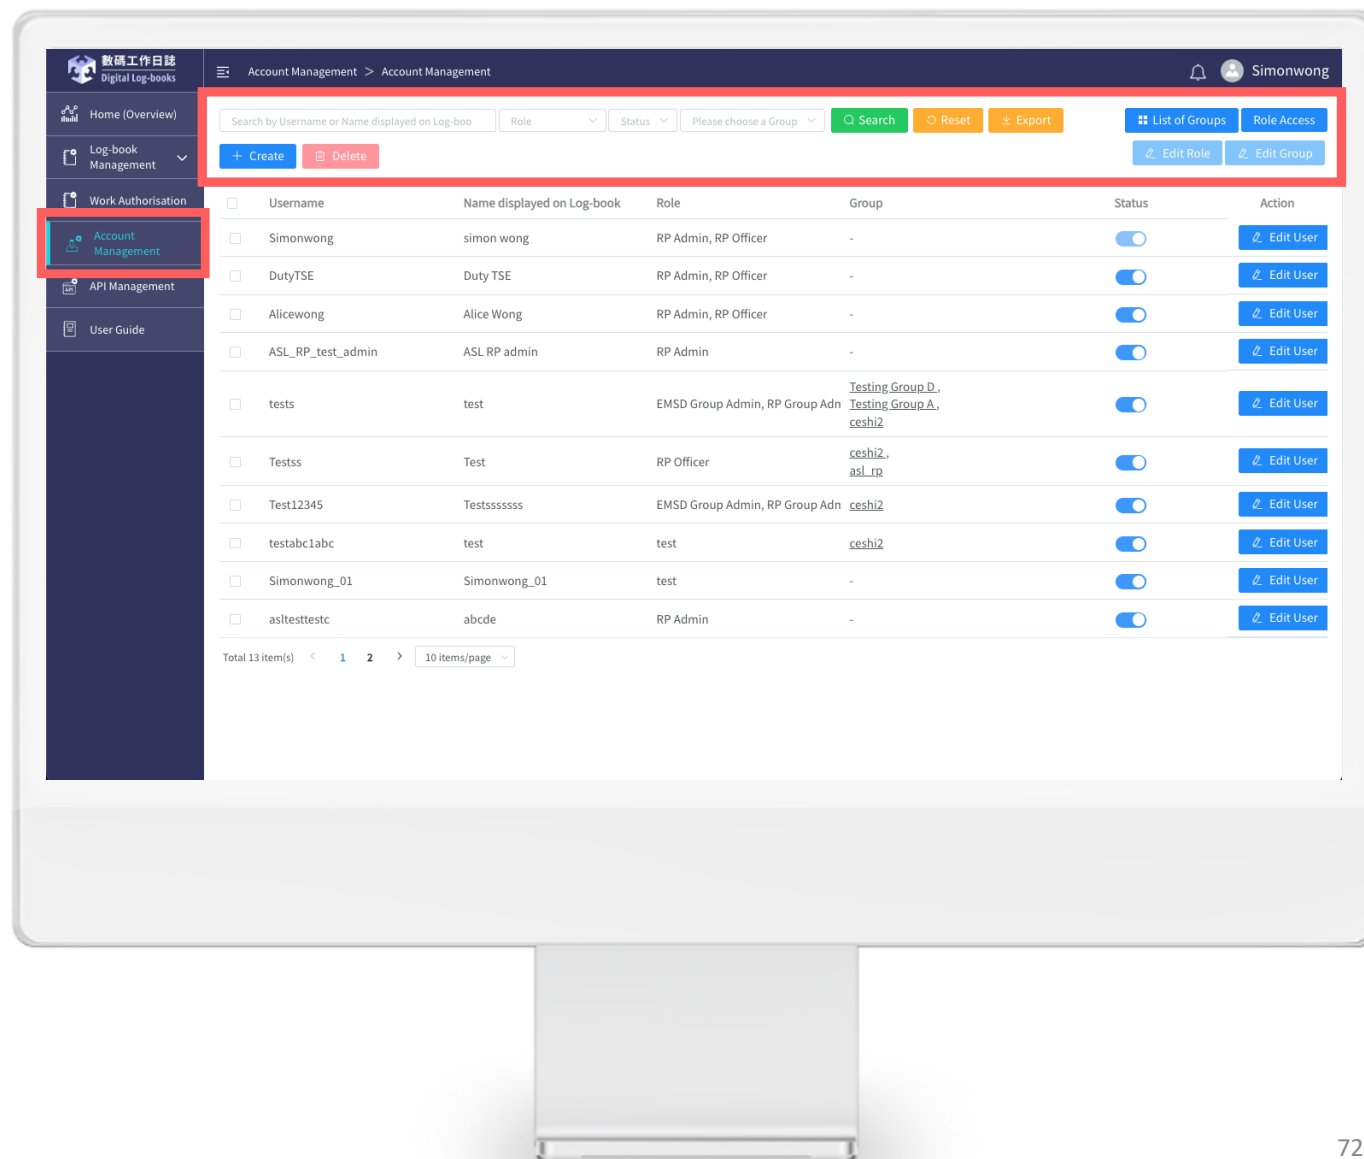 數碼工作日誌
Digital Log-books
Account Management > Account Management
Simonwong
Home (Overview)
Log-book
Management
Work Authorisation
Account
Management
API Management
User Guide
Search by Username or Name displayed on Log-boo
Role
Status
Please choose a Group
Search
Reset
Export
List of Groups
Role Access
+ Create
Delete
Edit Role
Edit Group
Username Name displayed on Log-book Role Group Status Action
Simonwong simon wong RP Admin, RP Officer - Edit User
DutyTSE Duty TSE RP Admin, RP Officer - Edit User
Alicewong Alice Wong RP Admin, RP Officer - Edit User
ASL_RP_test_admin ASL RP admin RP Admin - Edit User
tests test EMSD Group Admin, RP Group Adn Testing Group D , Edit User
Testing Group A ,
ceshi2
Testss Test RP Officer ceshi2 , Edit User
asl_rp
Test12345 Testsssssss EMSD Group Admin, RP Group Adn ceshi2 Edit User
testabc1abc test test ceshi2 Edit User
Simonwong_01 Simonwong_01 test - Edit User
asltesttestc abcde RP Admin - Edit User
Total 13 item(s) < 1 2 > 10 items/page
72